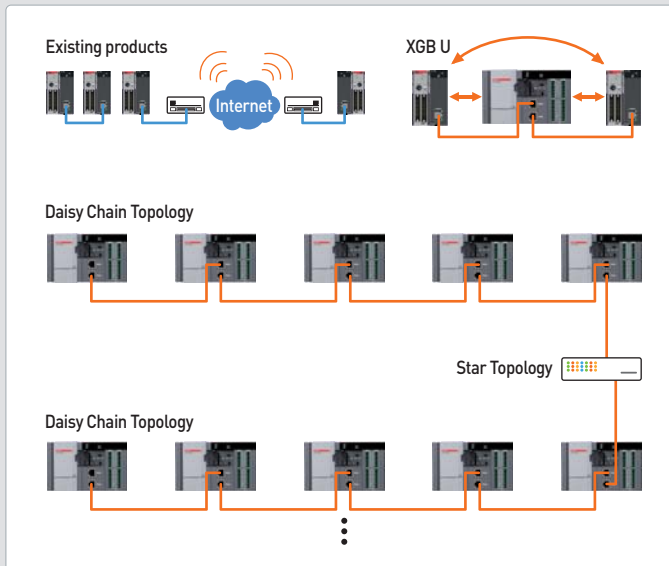 Existing products
XGB U
Internet
Daisy Chain Topology
Star Topology
Daisy Chain Topology